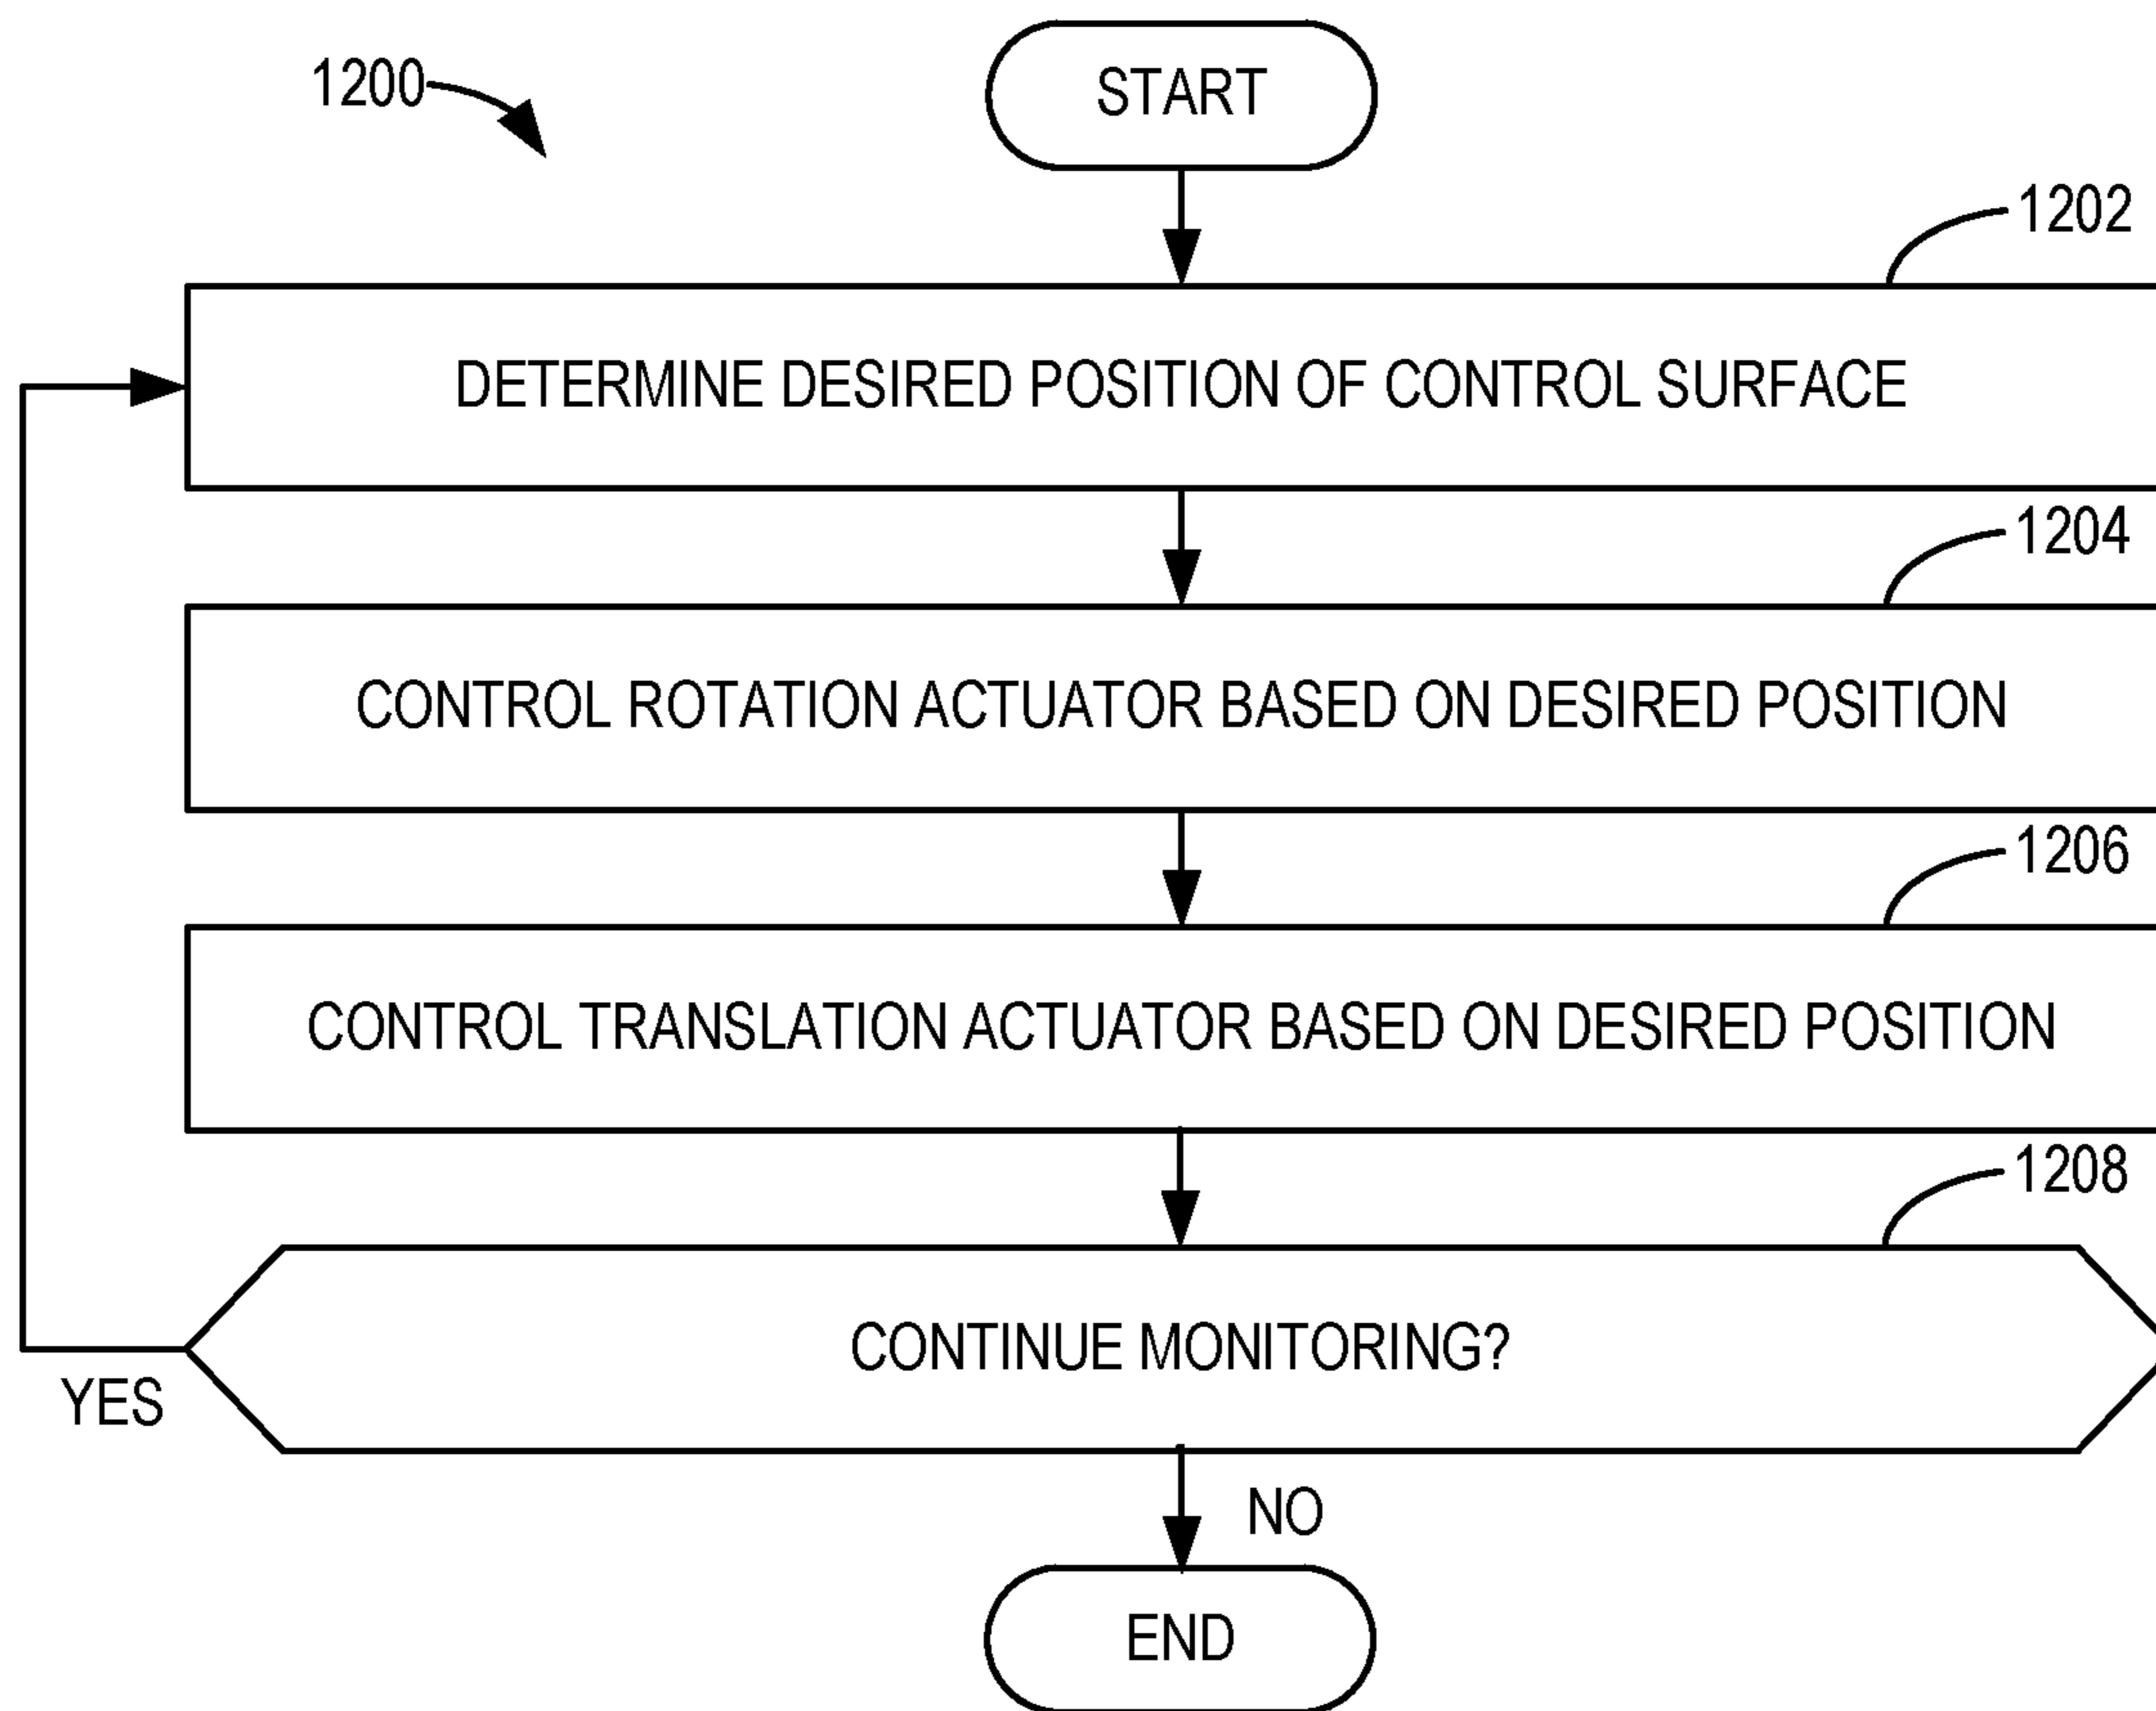 1200
START
1202
DETERMINE DESIRED POSITION OF CONTROL SURFACE
1204
CONTROL ROTATION ACTUATOR BASED ON DESIRED POSITION
1206
CONTROL TRANSLATION ACTUATOR BASED ON DESIRED POSITION
1208
CONTINUE MONITORING?
YES
NO
END